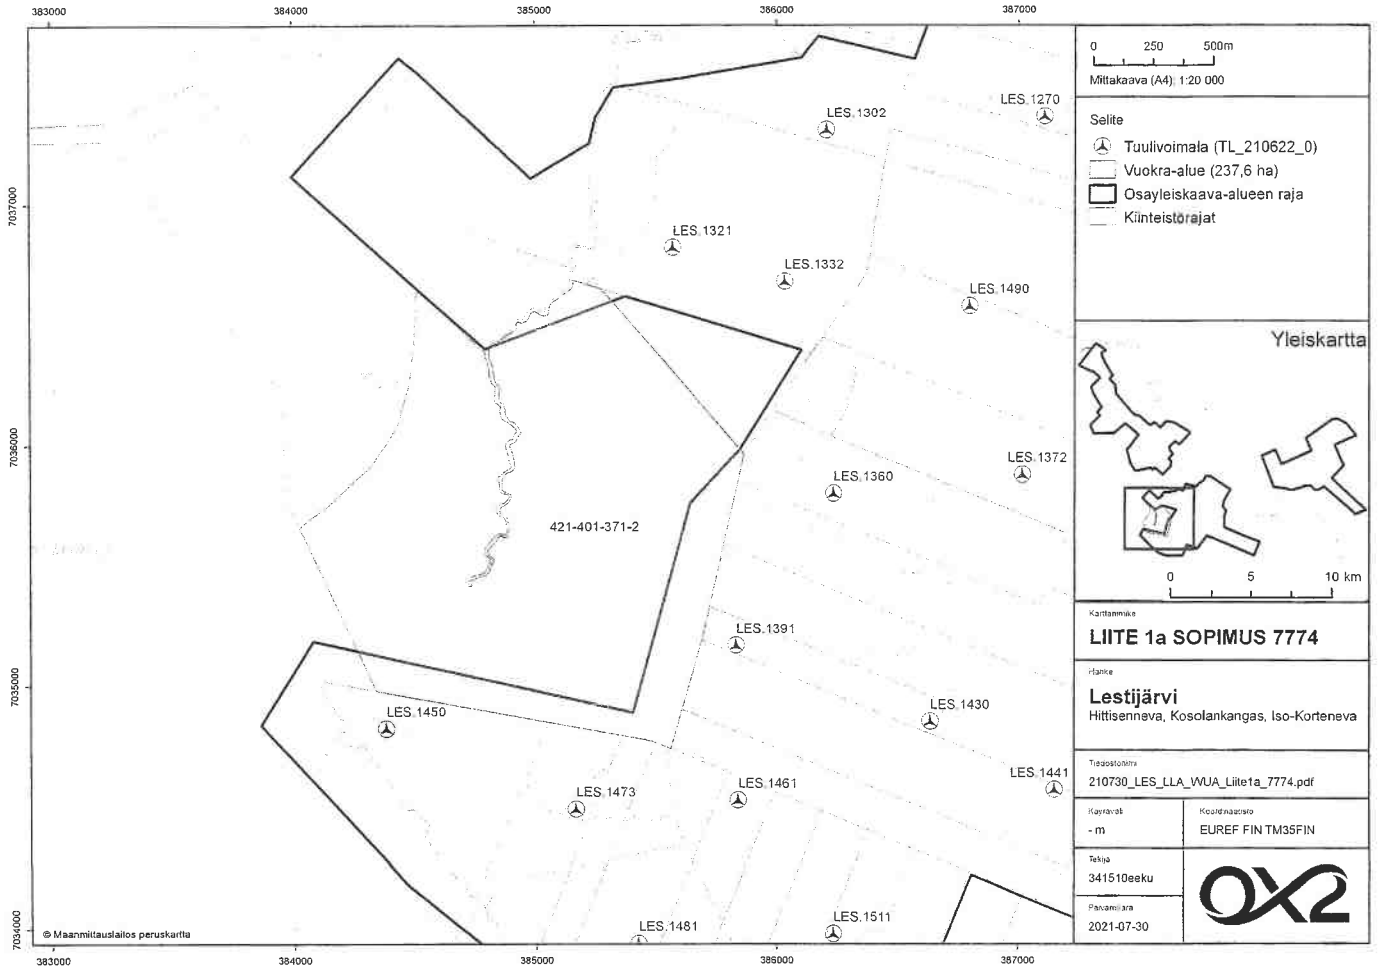 383000
384000
385000
386000
387000
7037000
7036000
7035000
7034000
LES.1302
LES.1270
LES.1321
LES.1332
LES.1490
LES.1360
LES.1372
421-401-371-2
LES.1391
LES.1430
LES.1450
LES.1441
LES.1473
LES.1461
LES.1481
LES.1511
© Maanmittauslaitos peruskartta
383000
384000
385000
386000
387000
0 250 500m
Mittakaava (A4): 1:20 000
Selite
Tuulivoimala (TL_210622_0)
Vuokra-alue (237,6 ha)
Osayleiskaava-alueen raja
Kiinteistörajat
Yleiskartta
0 5 10 km
Karttanimike
LIITE 1a SOPIMUS 7774
Hanke
Lestijärvi
Hittisenneva, Kosolankangas, Iso-Korteneva
Tiedostonimi
210730_LES_LLA_WUA_Liite1a_7774.pdf
Käyräväli
- m
Koordinaatisto
EUREF FIN TM35FIN
Tekijä
341510eeku
Päivämäärä
2021-07-30
OX2